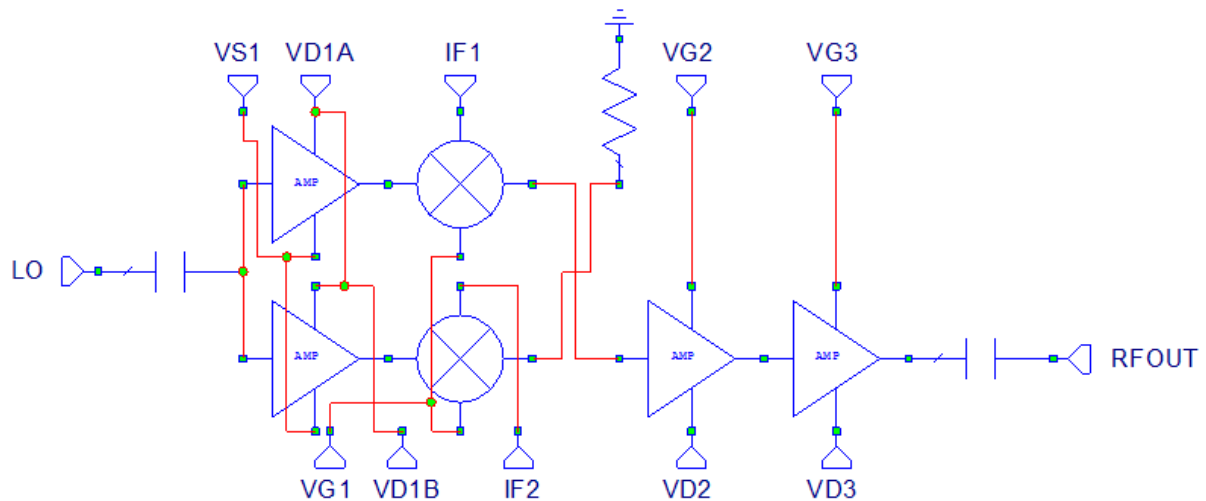 VS1 VD1A IF1 VG2 VG3
AMP
LO
AMP AMP AMP
RFOUT
VG1 VD1B IF2 VD2 VD3